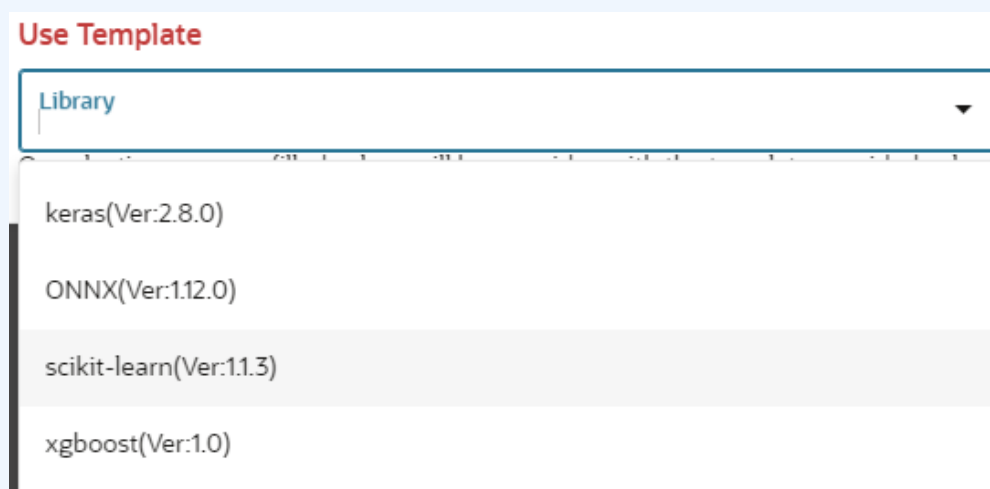 Use Template
Library
keras(Ver:2.8.0)
ONNX(Ver:1.12.0)
scikit-learn(Ver:1.1.3)
xgboost(Ver:1.0)